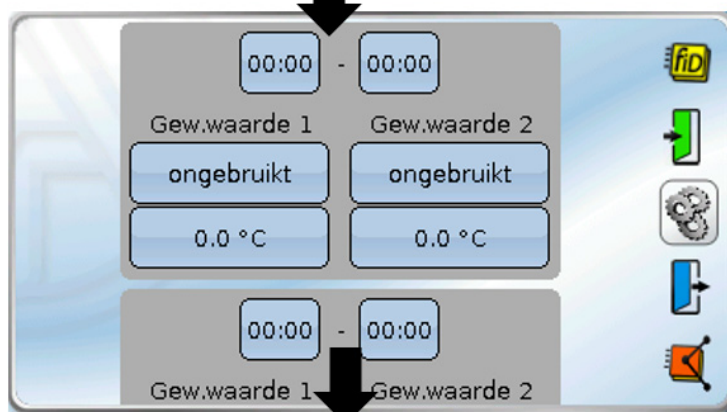 00:00 - 00:00
fiD
Gew.waarde 1 Gew.waarde 2
ongebruikt ongebruikt
0.0 °C 0.0 °C
00:00 - 00:00
Gew.waarde 1 Gew.waarde 2